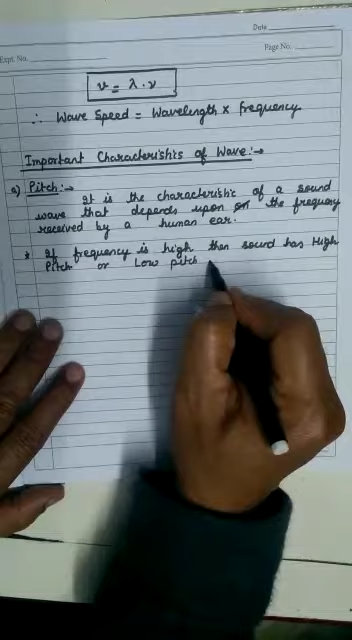 Date
Expt. No.
Page No.
v = λ . ν
∴ Wave Speed = Wavelength × frequency
Important Characteristics of Wave:→
a) Pitch:→
It is the characteristic of a sound
wave that depends upon the frequency
received by a human ear.
* If frequency is high then sound has High
Pitch or Low pitch